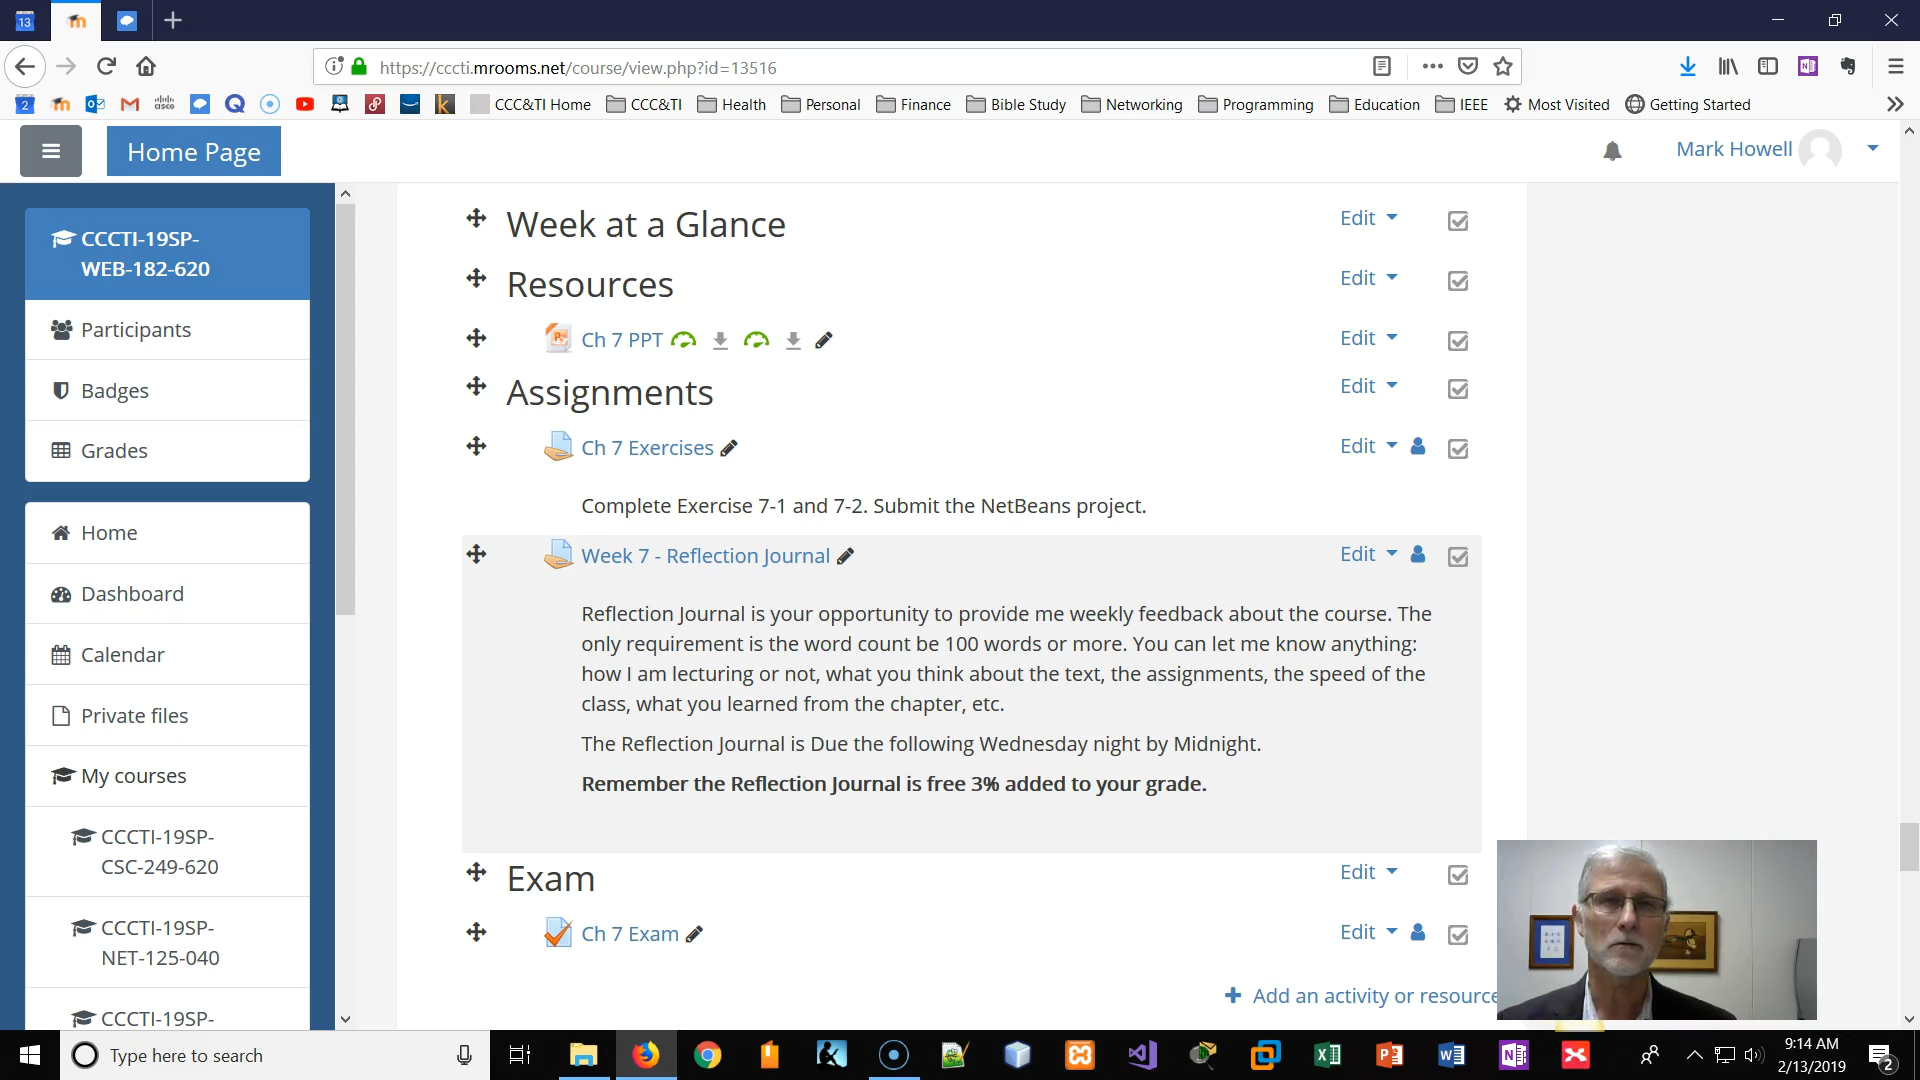 13
https://cccti.mrooms.net/course/view.php?id=13516
2
CCC&TI Home
CCC&TI
Health
Personal
Finance
Bible Study
Networking
Programming
Education
IEEE
Most Visited
Getting Started
Home Page
Mark Howell
CCCTI-19SP-
WEB-182-620
Participants
Badges
Grades
Home
Dashboard
Calendar
Private files
My courses
CCCTI-19SP-
CSC-249-620
CCCTI-19SP-
NET-125-040
CCCTI-19SP-
Week at a Glance
Edit
Resources
Edit
Ch 7 PPT
Edit
Assignments
Edit
Ch 7 Exercises
Edit
Complete Exercise 7-1 and 7-2. Submit the NetBeans project.
Week 7 - Reflection Journal
Edit
Reflection Journal is your opportunity to provide me weekly feedback about the course. The
only requirement is the word count be 100 words or more. You can let me know anything:
how I am lecturing or not, what you think about the text, the assignments, the speed of the
class, what you learned from the chapter, etc.
The Reflection Journal is Due the following Wednesday night by Midnight.
Remember the Reflection Journal is free 3% added to your grade.
Exam
Edit
Ch 7 Exam
Edit
Add an activity or resource
Type here to search
9:14 AM
2/13/2019
2